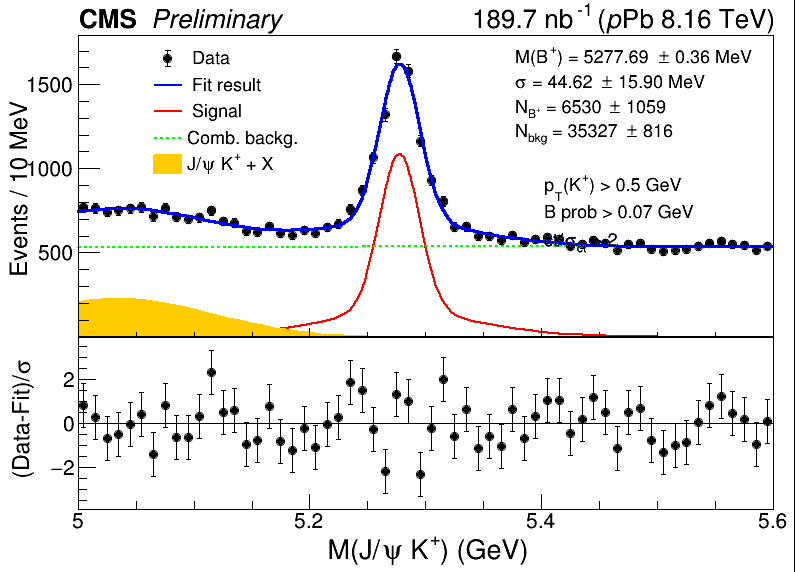 CMS Preliminary 189.7 nb⁻¹ (pPb 8.16 TeV)
Events / 10 MeV
1500
1000
500
Data
Fit result
Signal
Comb. backg.
J/ψ K⁺ + X
M(B⁺) = 5277.69 ± 0.36 MeV
σ = 44.62 ± 15.90 MeV
N_B⁺ = 6530 ± 1059
N_bkg = 35327 ± 816
p_T(K⁺) > 0.5 GeV
B prob > 0.07 GeV
(Data-Fit)/σ
2
0
−2
5 5.2 5.4 5.6
M(J/ψ K⁺) (GeV)